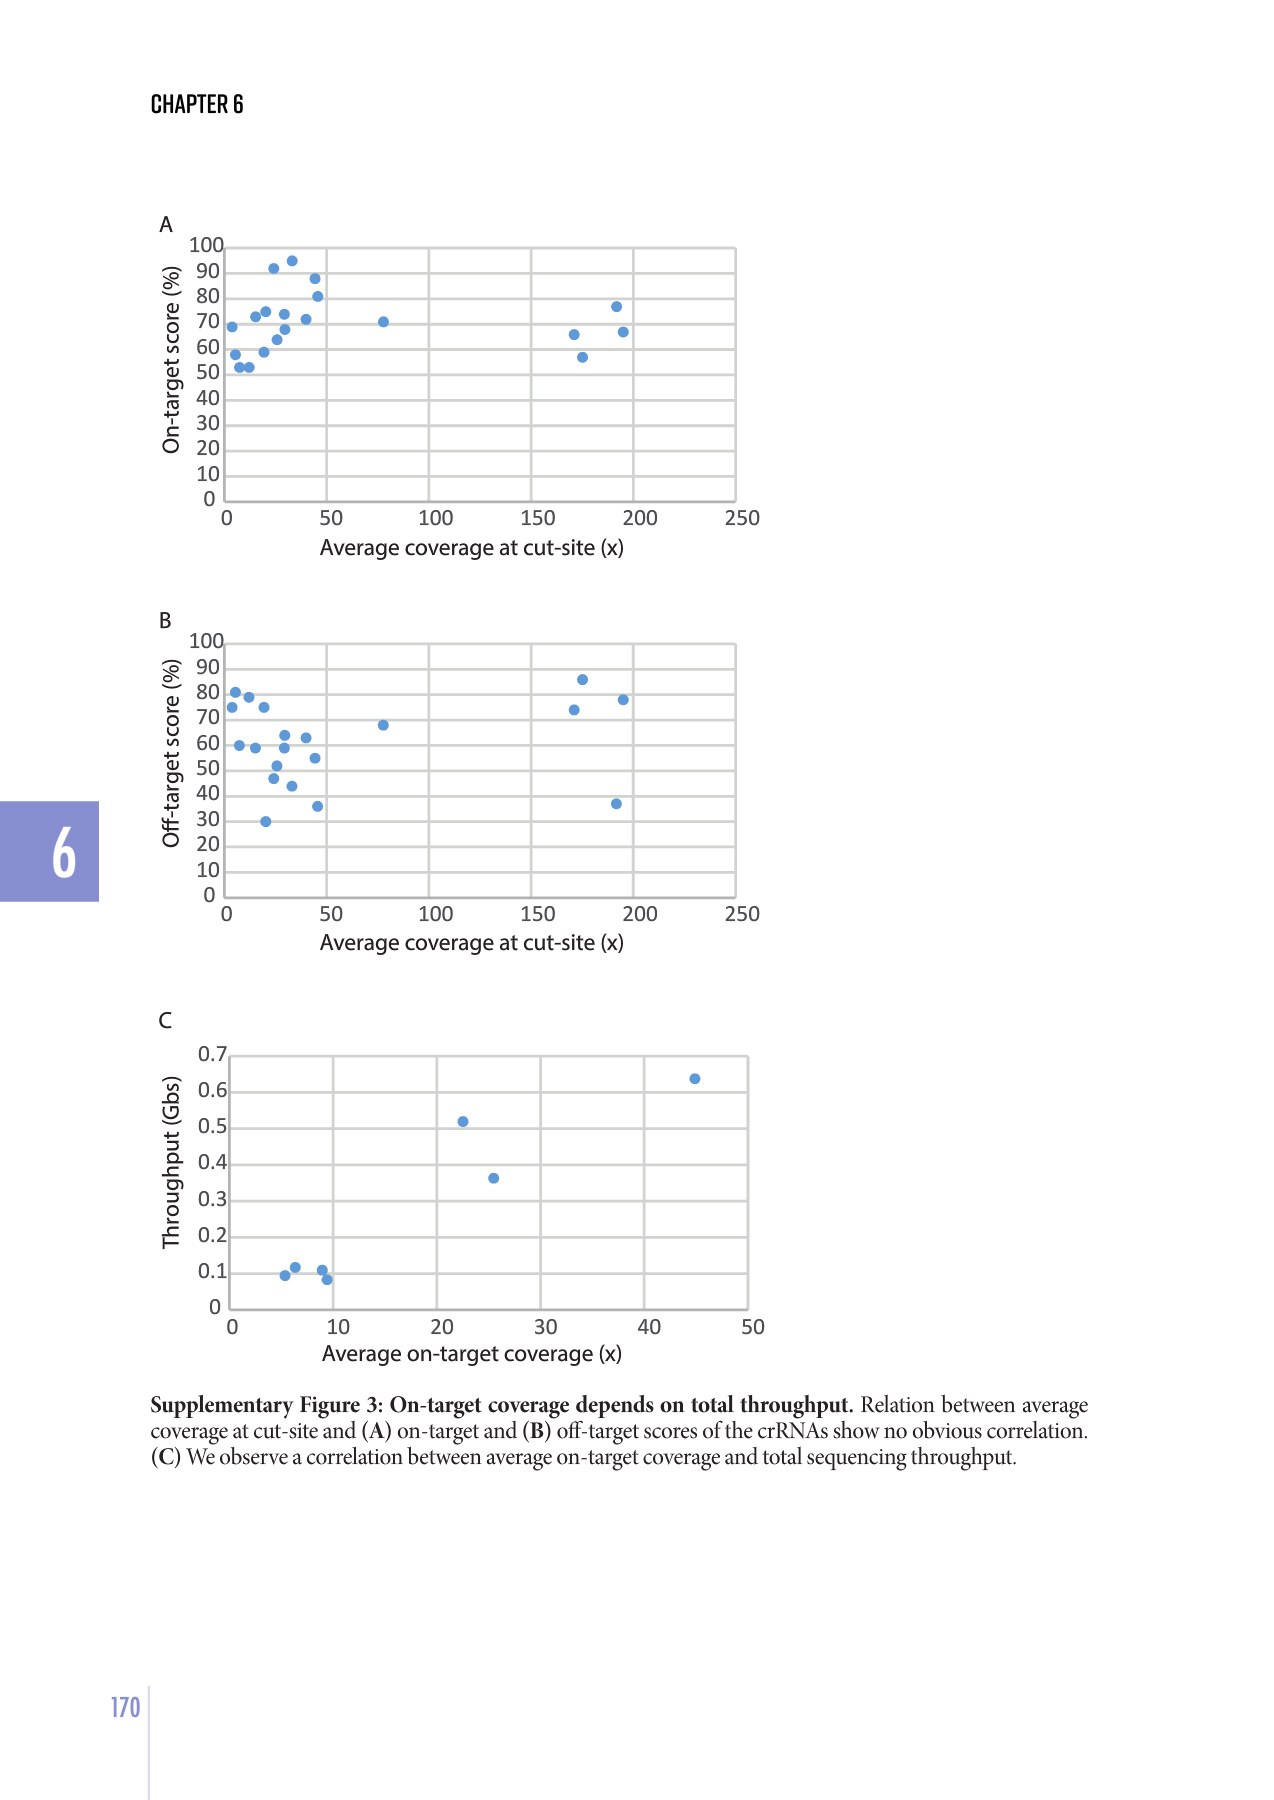 CHAPTER 6
A
100
90
80
70
60
50
40
30
20
10
0
On-target score (%)
0 50 100 150 200 250
Average coverage at cut-site (x)
B
100
90
80
70
60
50
40
30
20
10
0
Off-target score (%)
0 50 100 150 200 250
Average coverage at cut-site (x)
6
C
0.7
0.6
0.5
0.4
0.3
0.2
0.1
0
Throughput (Gbs)
0 10 20 30 40 50
Average on-target coverage (x)
Supplementary Figure 3: On-target coverage depends on total throughput. Relation between average
coverage at cut-site and (A) on-target and (B) off-target scores of the crRNAs show no obvious correlation.
(C) We observe a correlation between average on-target coverage and total sequencing throughput.
170